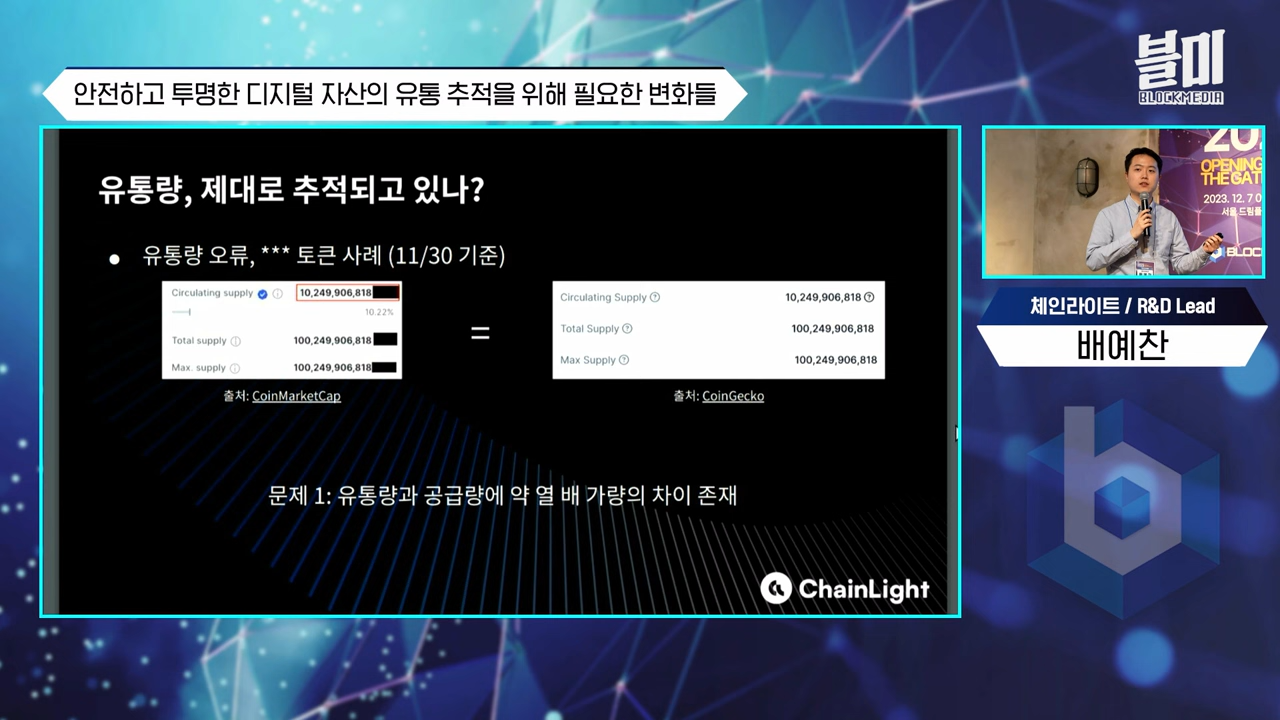 블미
BLOCKMEDIA
안전하고 투명한 디지털 자산의 유통 추적을 위해 필요한 변화들
유통량, 제대로 추적되고 있나?
● 유통량 오류, *** 토큰 사례 (11/30 기준)
Circulating supply 10,249,906,818
10.22%
Total supply 100,249,906,818
Max. supply 100,249,906,818
출처: CoinMarketCap
=
Circulating Supply 10,249,906,818
Total Supply 100,249,906,818
Max Supply 100,249,906,818
출처: CoinGecko
문제 1: 유통량과 공급량에 약 열 배 가량의 차이 존재
ChainLight
OPENING
THE GAT
2023. 12. 7
체인라이트 / R&D Lead
배예찬